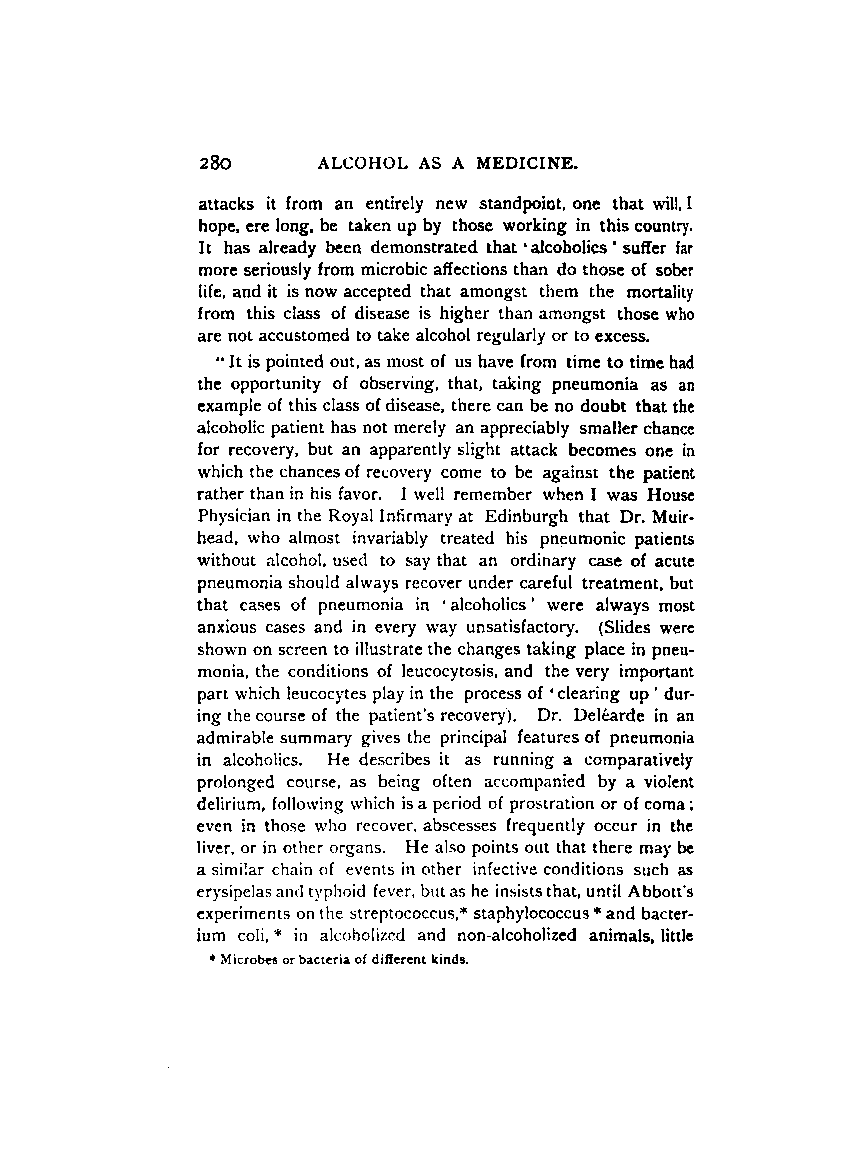 280 ALCOHOL AS A MEDICINE.
attacks it from an entirely new standpoint, one that will, I
hope, ere long, be taken up by those working in this country.
It has already been demonstrated that ‘alcoholics’ suffer far
more seriously from microbic affections than do those of sober
life, and it is now accepted that amongst them the mortality
from this class of disease is higher than amongst those who
are not accustomed to take alcohol regularly or to excess.
“It is pointed out, as most of us have from time to time had
the opportunity of observing, that, taking pneumonia as an
example of this class of disease, there can be no doubt that the
alcoholic patient has not merely an appreciably smaller chance
for recovery, but an apparently slight attack becomes one in
which the chances of recovery come to be against the patient
rather than in his favor. I well remember when I was House
Physician in the Royal Infirmary at Edinburgh that Dr. Muir-
head, who almost invariably treated his pneumonic patients
without alcohol, used to say that an ordinary case of acute
pneumonia should always recover under careful treatment, but
that cases of pneumonia in ‘alcoholics’ were always most
anxious cases and in every way unsatisfactory. (Slides were
shown on screen to illustrate the changes taking place in pneu-
monia, the conditions of leucocytosis, and the very important
part which leucocytes play in the process of ‘clearing up’ dur-
ing the course of the patient's recovery). Dr. Deléarde in an
admirable summary gives the principal features of pneumonia
in alcoholics. He describes it as running a comparatively
prolonged course, as being often accompanied by a violent
delirium, following which is a period of prostration or of coma;
even in those who recover, abscesses frequently occur in the
liver, or in other organs. He also points out that there may be
a similar chain of events in other infective conditions such as
erysipelas and typhoid fever, but as he insists that, until Abbott's
experiments on the streptococcus,* staphylococcus* and bacter-
ium coli,* in alcoholized and non-alcoholized animals, little
* Microbes or bacteria of different kinds.